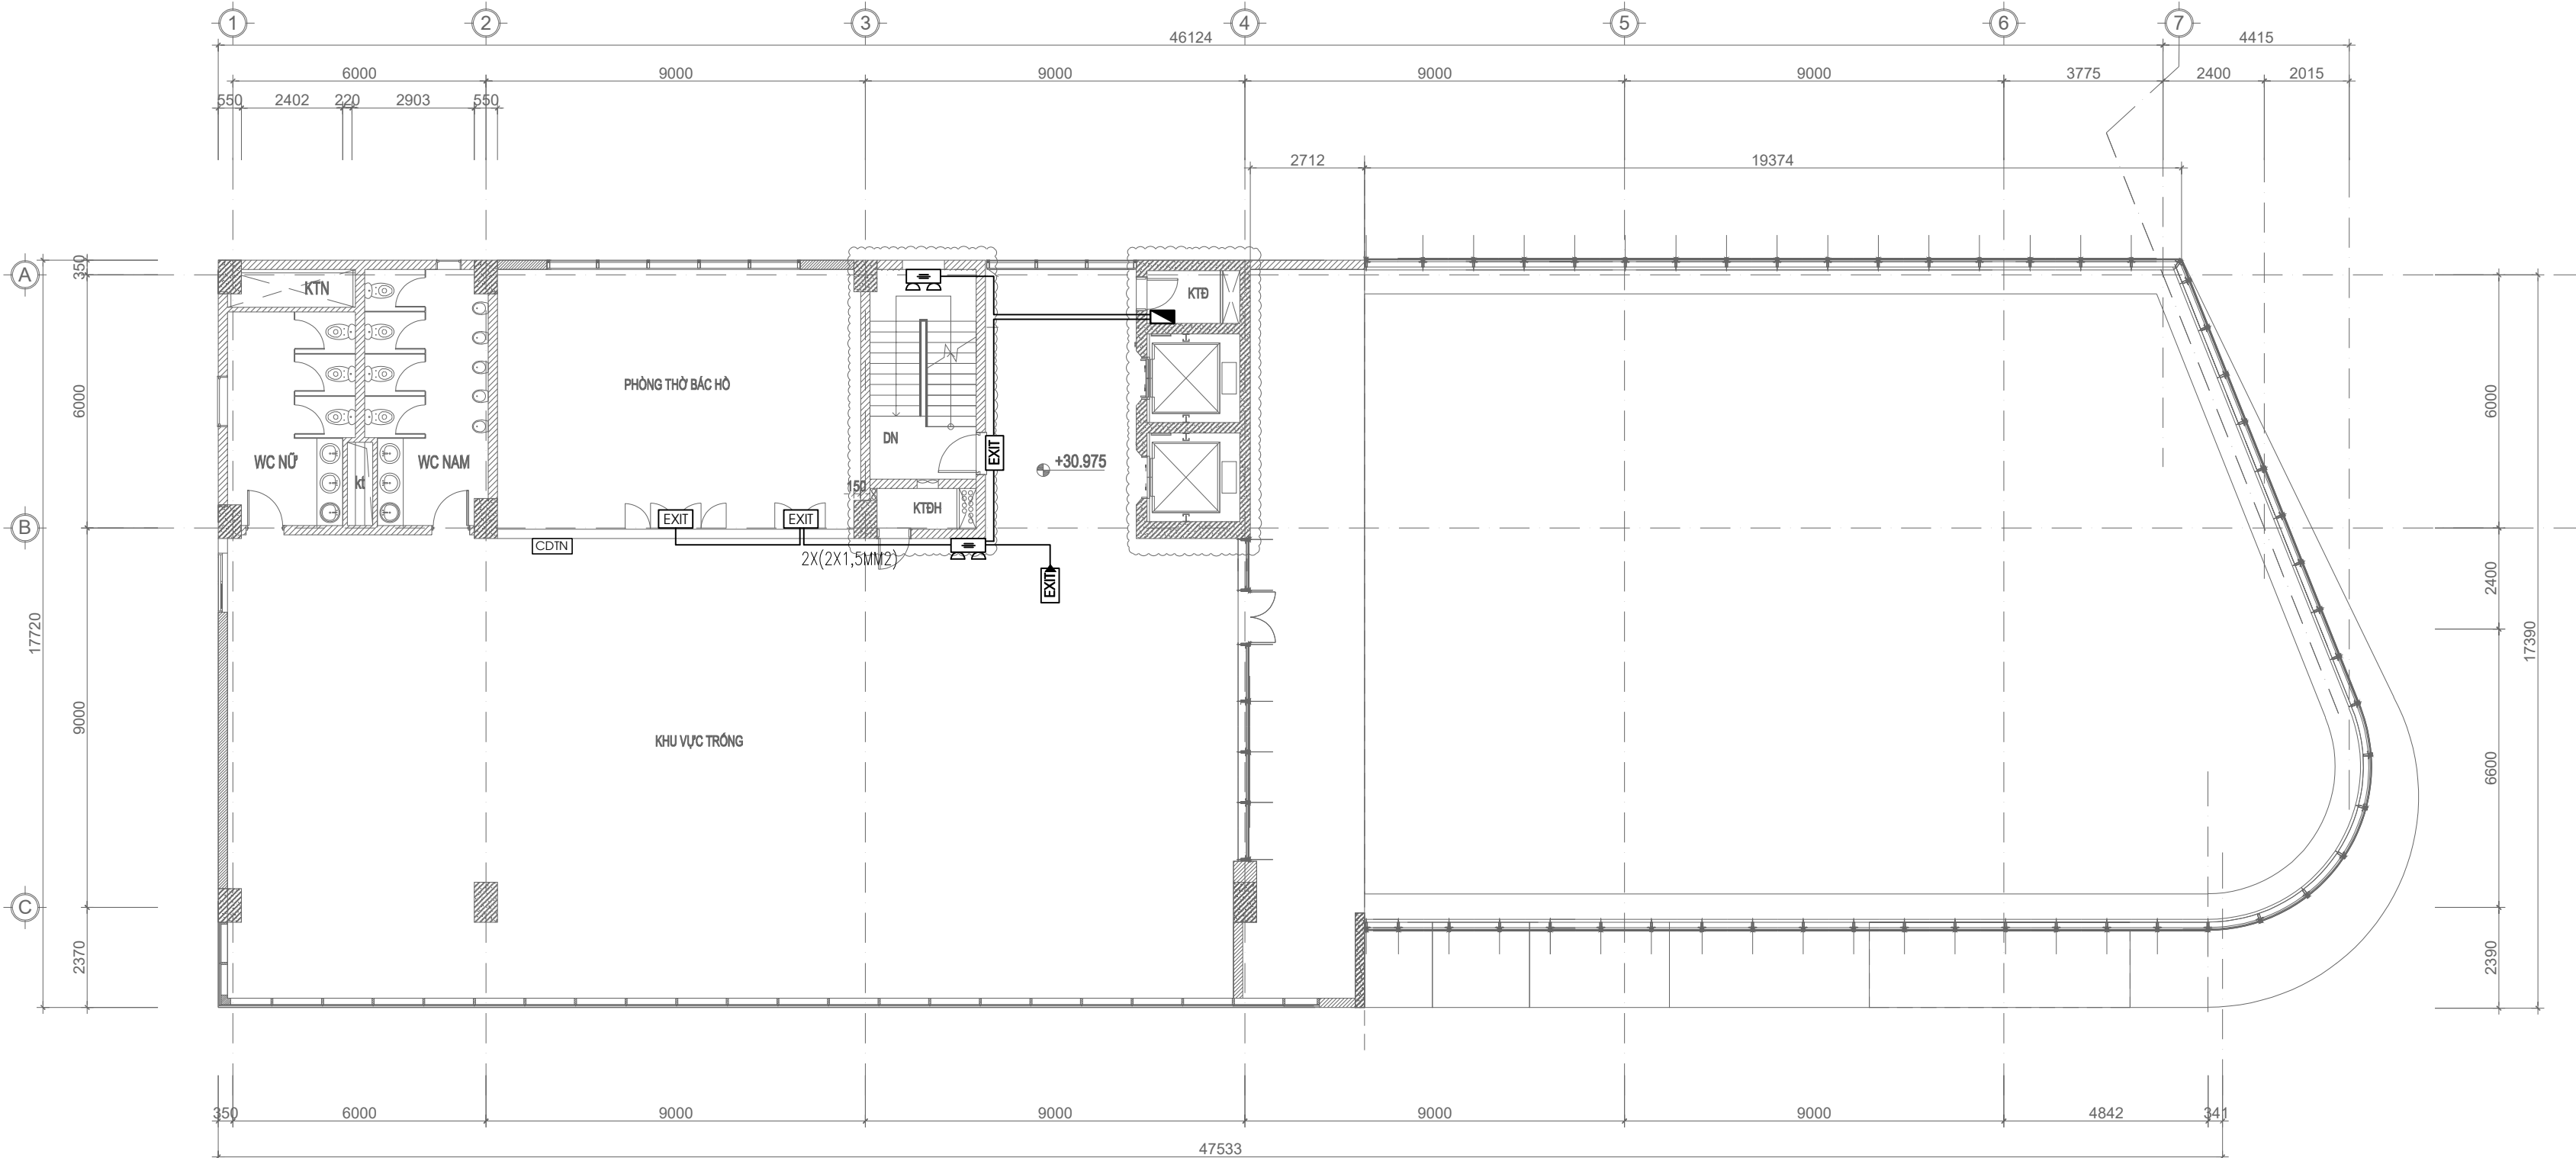 1
2
3
4
5
6
7
46124
4415
6000
9000
9000
9000
9000
3775
2400
2015
550
2402
220
2903
550
2712
19374
A
350
KTN
KTĐ
6000
PHÒNG THỜ BÁC HỒ
6000
DN
EXIT
+30.975
WC NỮ
WC NAM
kt
150
KTĐH
B
EXIT
EXIT
CDTN
2X(2X1,5MM2)
EXIT
2400
17720
17390
9000
KHU VỰC TRỐNG
6600
C
2370
2390
350
6000
9000
9000
9000
9000
4842
341
47533